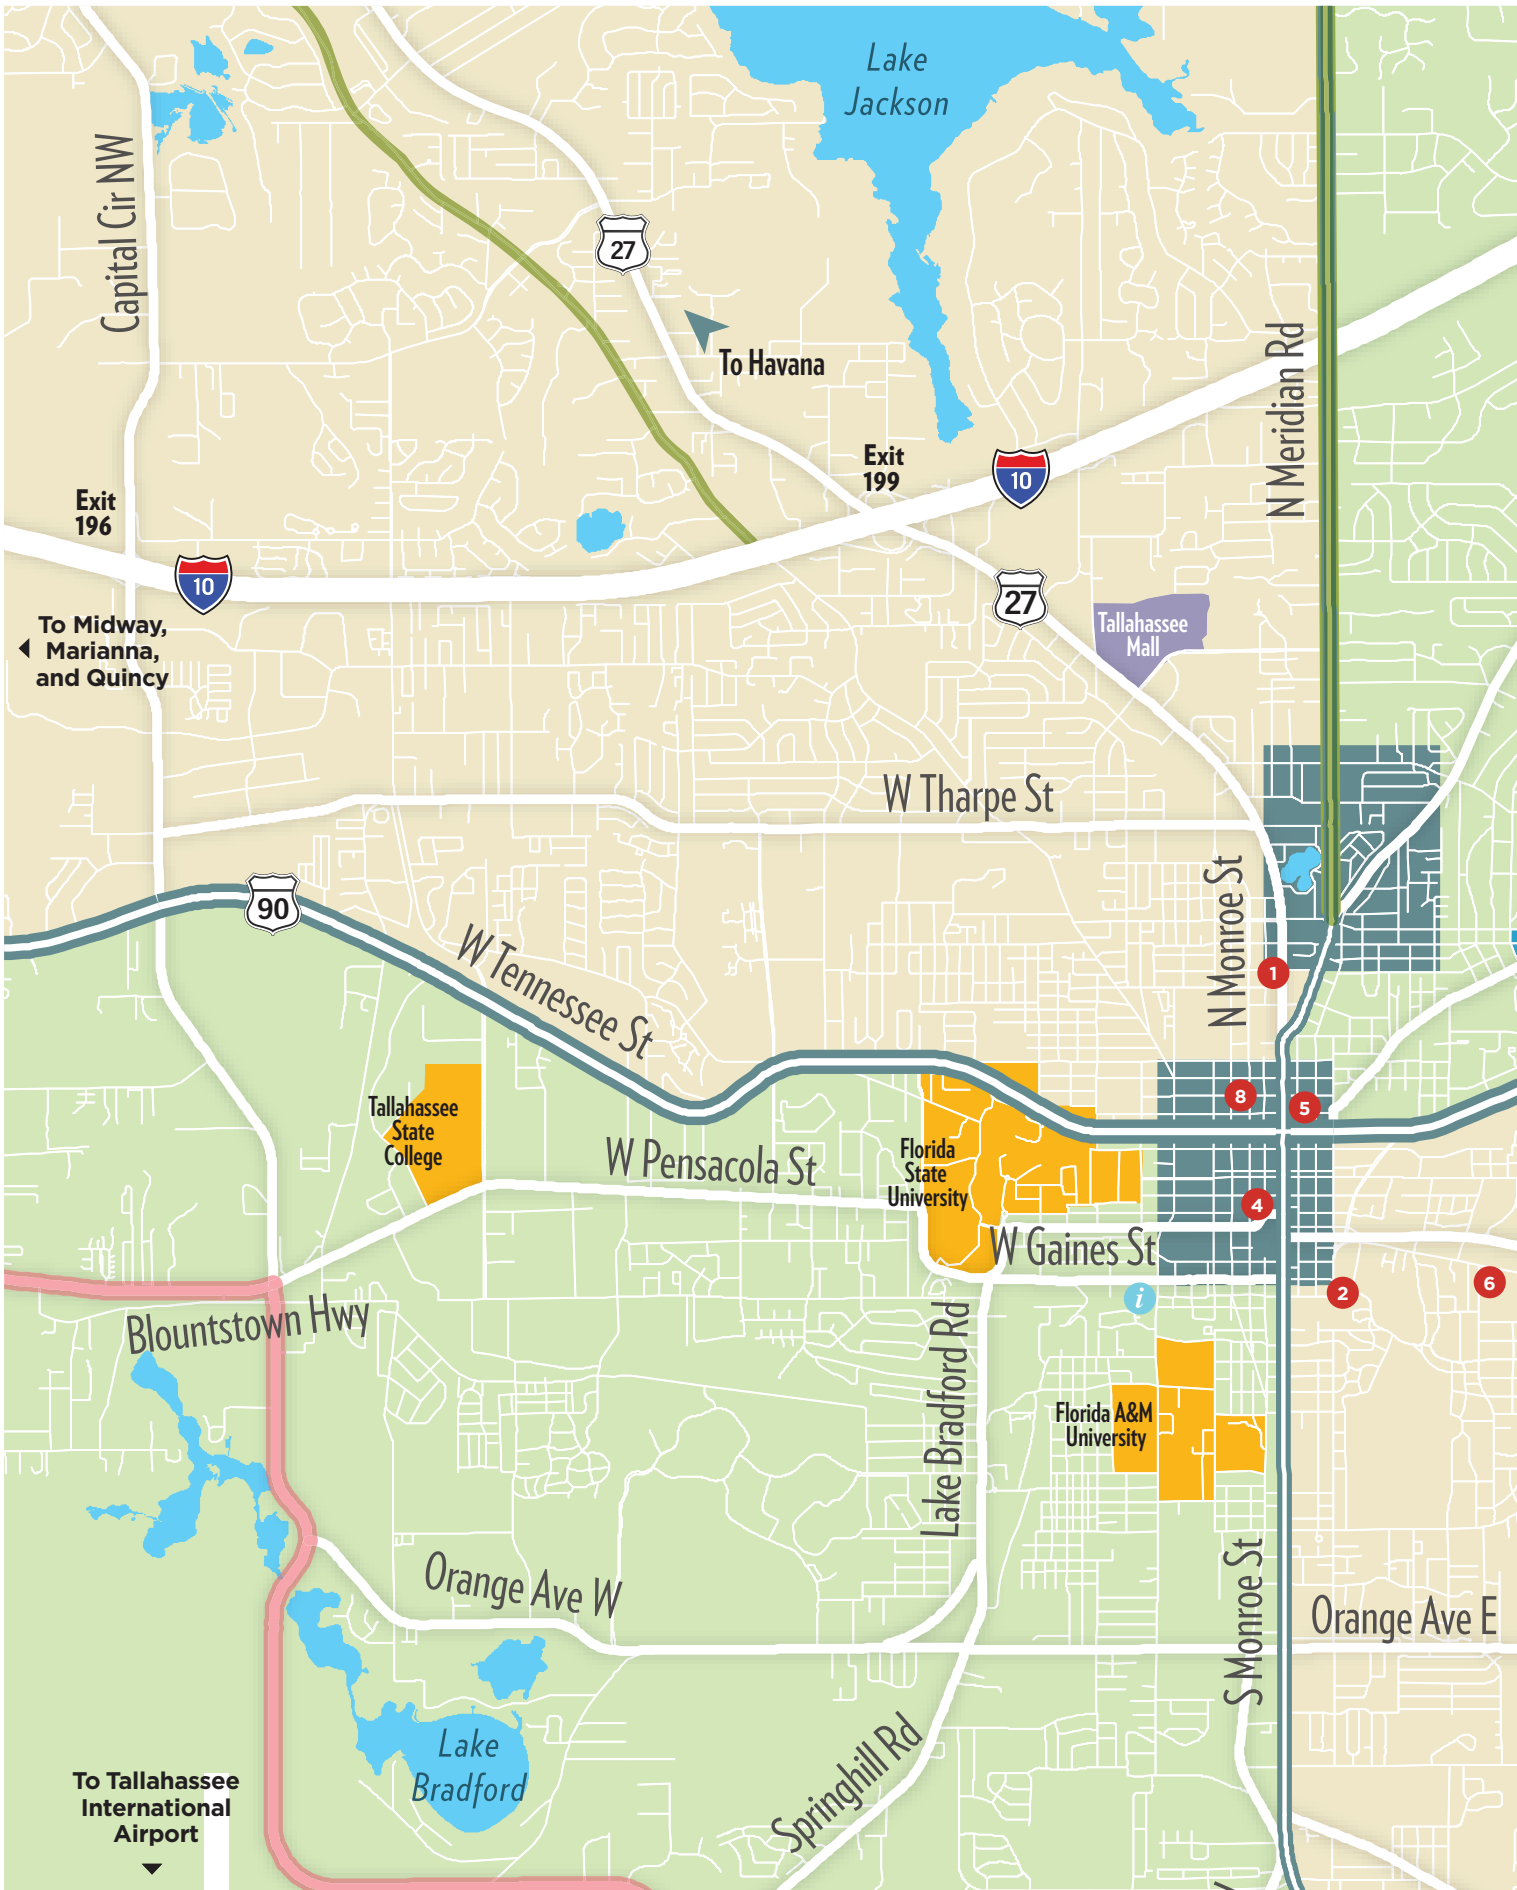 Lake
Jackson
Capital Cir NW
27
To Havana
N Meridian Rd
Exit
199
10
Exit
196
10
27
To Midway,
Marianna,
and Quincy
Tallahassee
Mall
W Tharpe St
90
N Monroe St
W Tennessee St
1
8
5
Tallahassee
State
College
W Pensacola St
Florida
State
University
4
W Gaines St
6
2
i
Blountstown Hwy
Lake Bradford Rd
Florida A&M
University
Orange Ave W
S Monroe St
Orange Ave E
Lake
Bradford
Springhill Rd
To Tallahassee
International
Airport